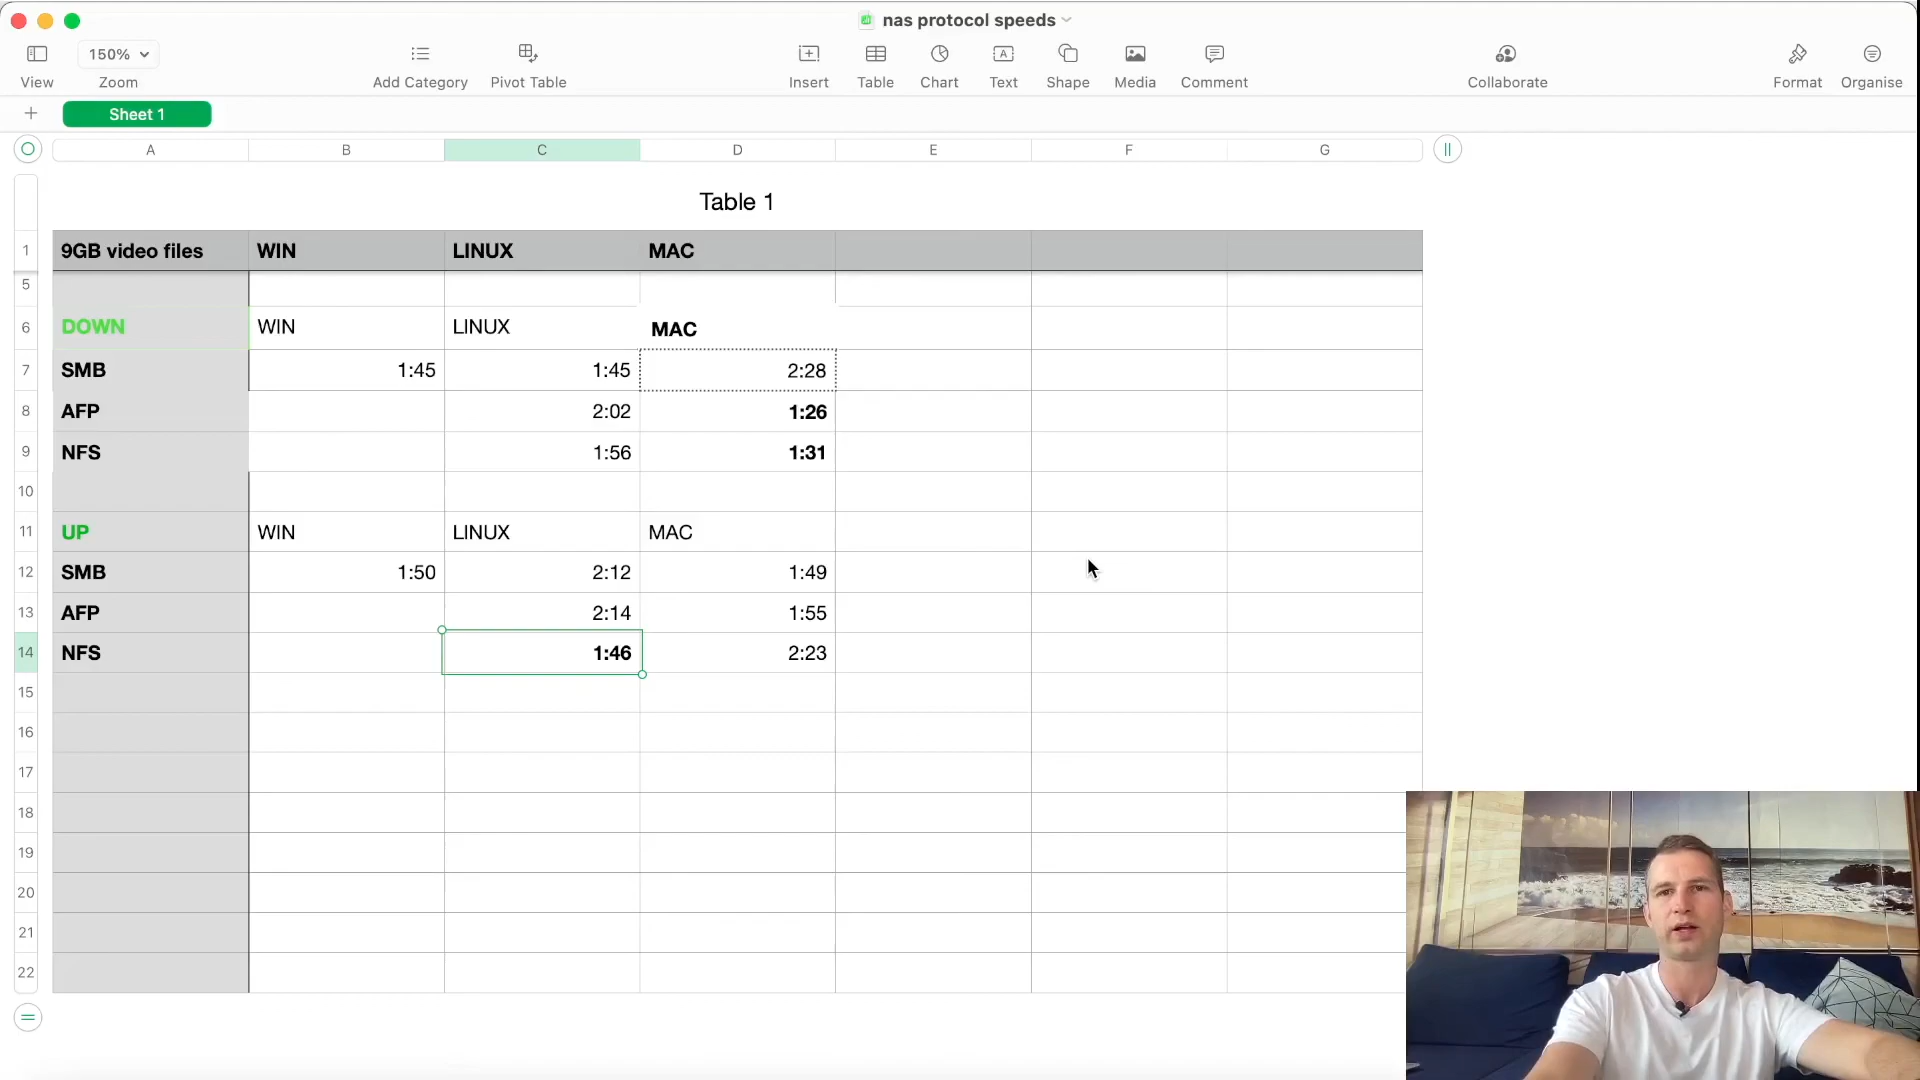 nas protocol speeds
150%
View Zoom Add Category Pivot Table Insert Table Chart Text Shape Media Comment Collaborate Format Organise
Sheet 1
A B C D E F G
Table 1
1 9GB video files WIN LINUX MAC
5
6 DOWN WIN LINUX MAC
7 SMB 1:45 1:45 2:28
8 AFP 2:02 1:26
9 NFS 1:56 1:31
10
11 UP WIN LINUX MAC
12 SMB 1:50 2:12 1:49
13 AFP 2:14 1:55
14 NFS 1:46 2:23
15
16
17
18
19
20
21
22